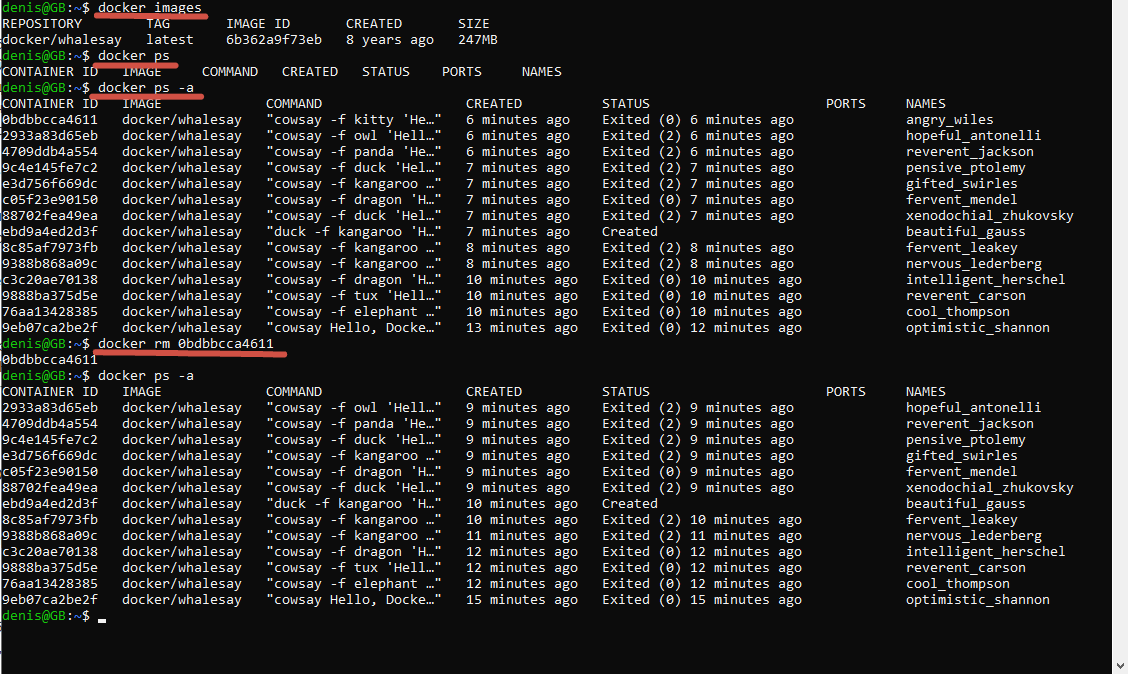 denis@GB:~$ docker images
REPOSITORY TAG IMAGE ID CREATED SIZE
docker/whalesay latest 6b362a9f73eb 8 years ago 247MB
denis@GB:~$ docker ps
CONTAINER ID IMAGE COMMAND CREATED STATUS PORTS NAMES
denis@GB:~$ docker ps -a
CONTAINER ID IMAGE COMMAND CREATED STATUS PORTS NAMES
0bdbbcca4611 docker/whalesay "cowsay -f kitty 'He…" 6 minutes ago Exited (0) 6 minutes ago angry_wiles
2933a83d65eb docker/whalesay "cowsay -f owl 'Hell…" 6 minutes ago Exited (2) 6 minutes ago hopeful_antonelli
4709ddb4a554 docker/whalesay "cowsay -f panda 'He…" 6 minutes ago Exited (2) 6 minutes ago reverent_jackson
9c4e145fe7c2 docker/whalesay "cowsay -f duck 'Hel…" 7 minutes ago Exited (2) 7 minutes ago pensive_ptolemy
e3d756f669dc docker/whalesay "cowsay -f kangaroo …" 7 minutes ago Exited (2) 7 minutes ago gifted_swirles
c05f23e90150 docker/whalesay "cowsay -f dragon 'H…" 7 minutes ago Exited (0) 7 minutes ago fervent_mendel
88702fea49ea docker/whalesay "cowsay -f duck 'Hel…" 7 minutes ago Exited (2) 7 minutes ago xenodochial_zhukovsky
ebd9a4ed2d3f docker/whalesay "duck -f kangaroo 'H…" 7 minutes ago Created beautiful_gauss
8c85af7973fb docker/whalesay "cowsay -f kangaroo …" 8 minutes ago Exited (2) 8 minutes ago fervent_leakey
9388b868a09c docker/whalesay "cowsay -f kangaroo …" 8 minutes ago Exited (2) 8 minutes ago nervous_lederberg
c3c20ae70138 docker/whalesay "cowsay -f dragon 'H…" 10 minutes ago Exited (0) 10 minutes ago intelligent_herschel
9888ba375d5e docker/whalesay "cowsay -f tux 'Hell…" 10 minutes ago Exited (0) 10 minutes ago reverent_carson
76aa13428385 docker/whalesay "cowsay -f elephant …" 10 minutes ago Exited (0) 10 minutes ago cool_thompson
9eb07ca2be2f docker/whalesay "cowsay Hello, Docke…" 13 minutes ago Exited (0) 12 minutes ago optimistic_shannon
denis@GB:~$ docker rm 0bdbbcca4611
0bdbbcca4611
denis@GB:~$ docker ps -a
CONTAINER ID IMAGE COMMAND CREATED STATUS PORTS NAMES
2933a83d65eb docker/whalesay "cowsay -f owl 'Hell…" 9 minutes ago Exited (2) 9 minutes ago hopeful_antonelli
4709ddb4a554 docker/whalesay "cowsay -f panda 'He…" 9 minutes ago Exited (2) 9 minutes ago reverent_jackson
9c4e145fe7c2 docker/whalesay "cowsay -f duck 'Hel…" 9 minutes ago Exited (2) 9 minutes ago pensive_ptolemy
e3d756f669dc docker/whalesay "cowsay -f kangaroo …" 9 minutes ago Exited (2) 9 minutes ago gifted_swirles
c05f23e90150 docker/whalesay "cowsay -f dragon 'H…" 9 minutes ago Exited (0) 9 minutes ago fervent_mendel
88702fea49ea docker/whalesay "cowsay -f duck 'Hel…" 9 minutes ago Exited (2) 9 minutes ago xenodochial_zhukovsky
ebd9a4ed2d3f docker/whalesay "duck -f kangaroo 'H…" 10 minutes ago Created beautiful_gauss
8c85af7973fb docker/whalesay "cowsay -f kangaroo …" 10 minutes ago Exited (2) 10 minutes ago fervent_leakey
9388b868a09c docker/whalesay "cowsay -f kangaroo …" 11 minutes ago Exited (2) 11 minutes ago nervous_lederberg
c3c20ae70138 docker/whalesay "cowsay -f dragon 'H…" 12 minutes ago Exited (0) 12 minutes ago intelligent_herschel
9888ba375d5e docker/whalesay "cowsay -f tux 'Hell…" 12 minutes ago Exited (0) 12 minutes ago reverent_carson
76aa13428385 docker/whalesay "cowsay -f elephant …" 12 minutes ago Exited (0) 12 minutes ago cool_thompson
9eb07ca2be2f docker/whalesay "cowsay Hello, Docke…" 15 minutes ago Exited (0) 15 minutes ago optimistic_shannon
denis@GB:~$